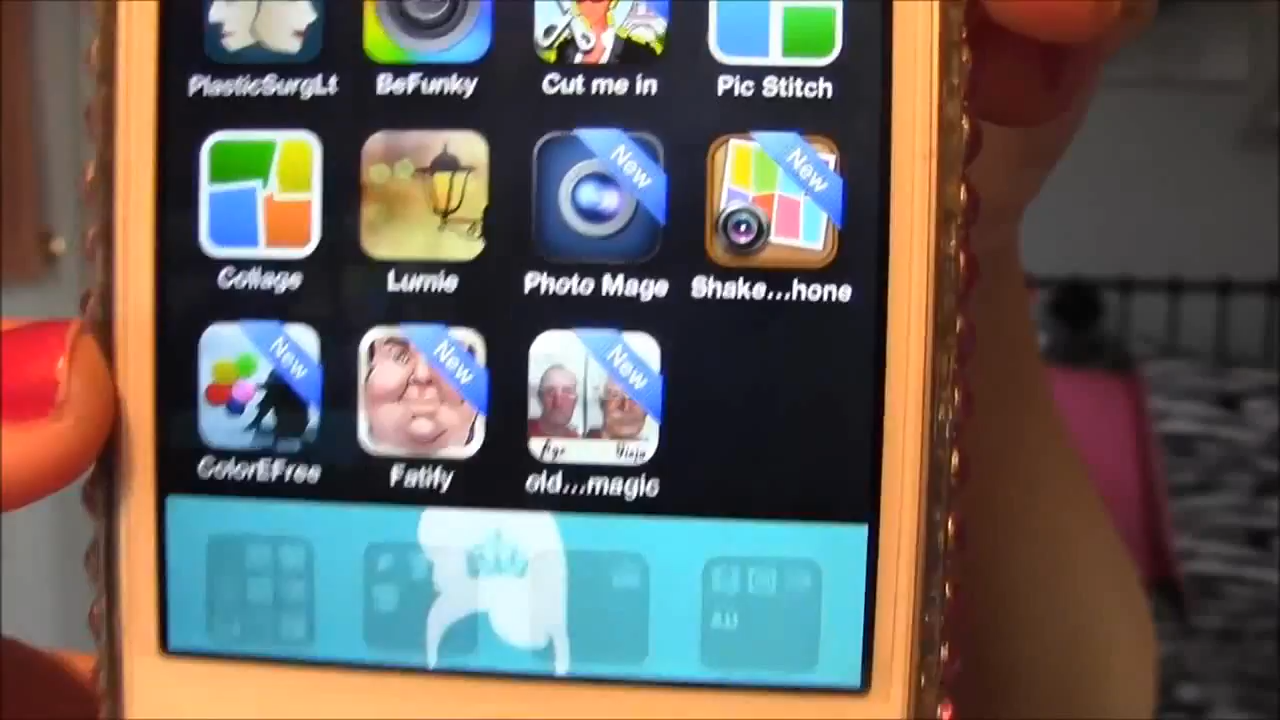 PlasticSurgLt BeFunky Cut me in Pic Stitch
New New
Collage Lumie Photo Mage Shake...hone
New New New
ColorEFree Fatify old...magic